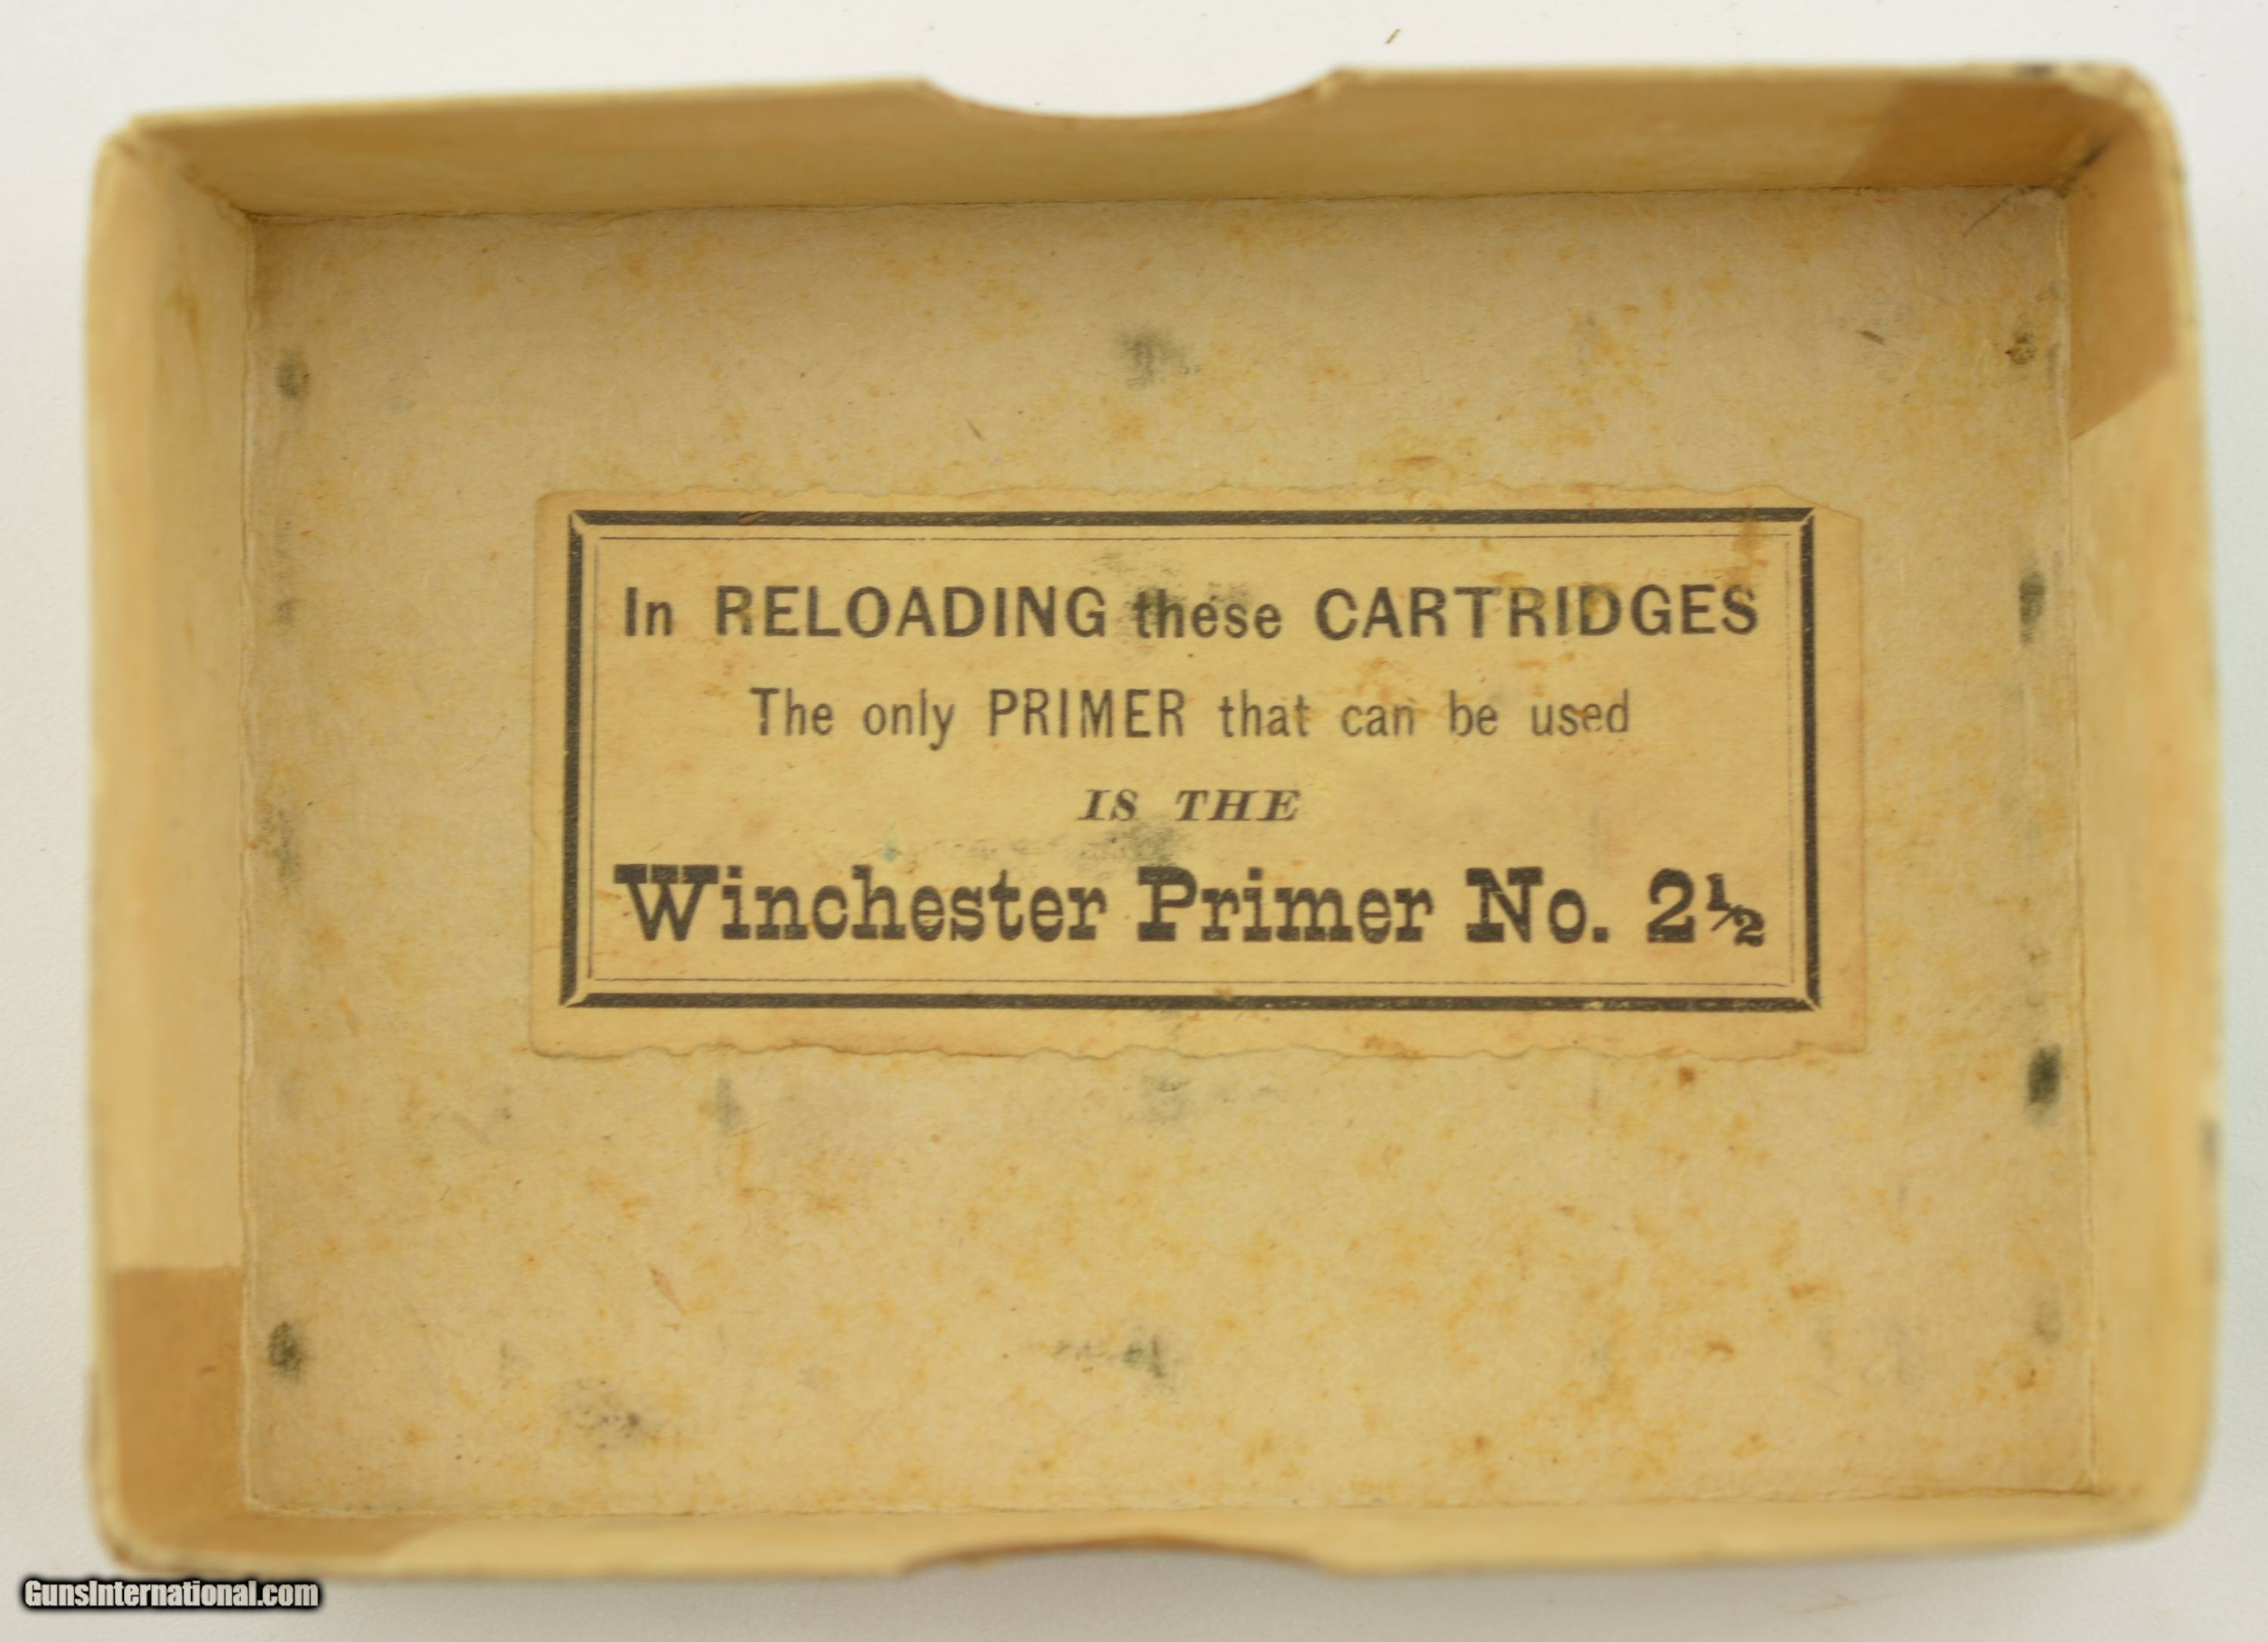 In RELOADING these CARTRIDGES
The only PRIMER that can be used
IS THE
Winchester Primer No. 2½
GunsInternational.com